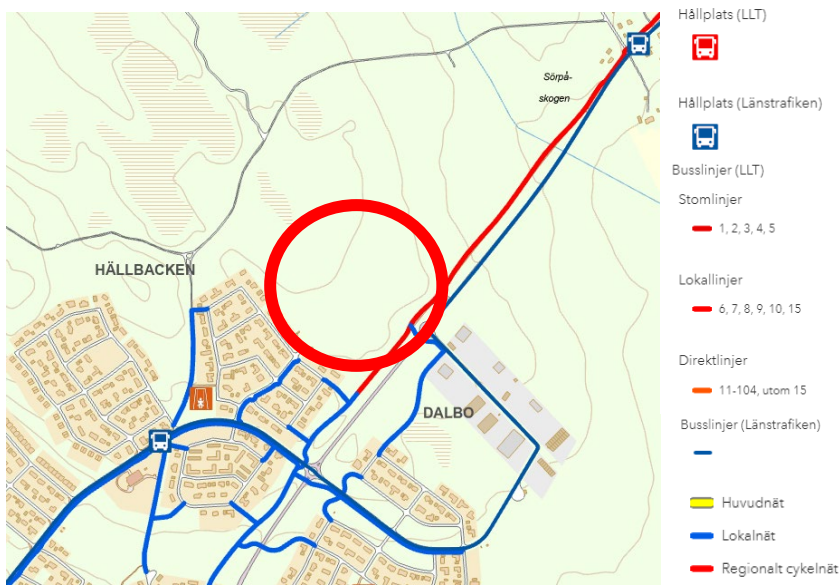 Sörpå-
skogen
HÄLLBACKEN
DALBO
Hållplats (LLT)
Hållplats (Länstrafiken)
Busslinjer (LLT)
Stomlinjer
1, 2, 3, 4, 5
Lokallinjer
6, 7, 8, 9, 10, 15
Direktlinjer
11-104, utom 15
Busslinjer (Länstrafiken)
Huvudnät
Lokalnät
Regionalt cykelnät